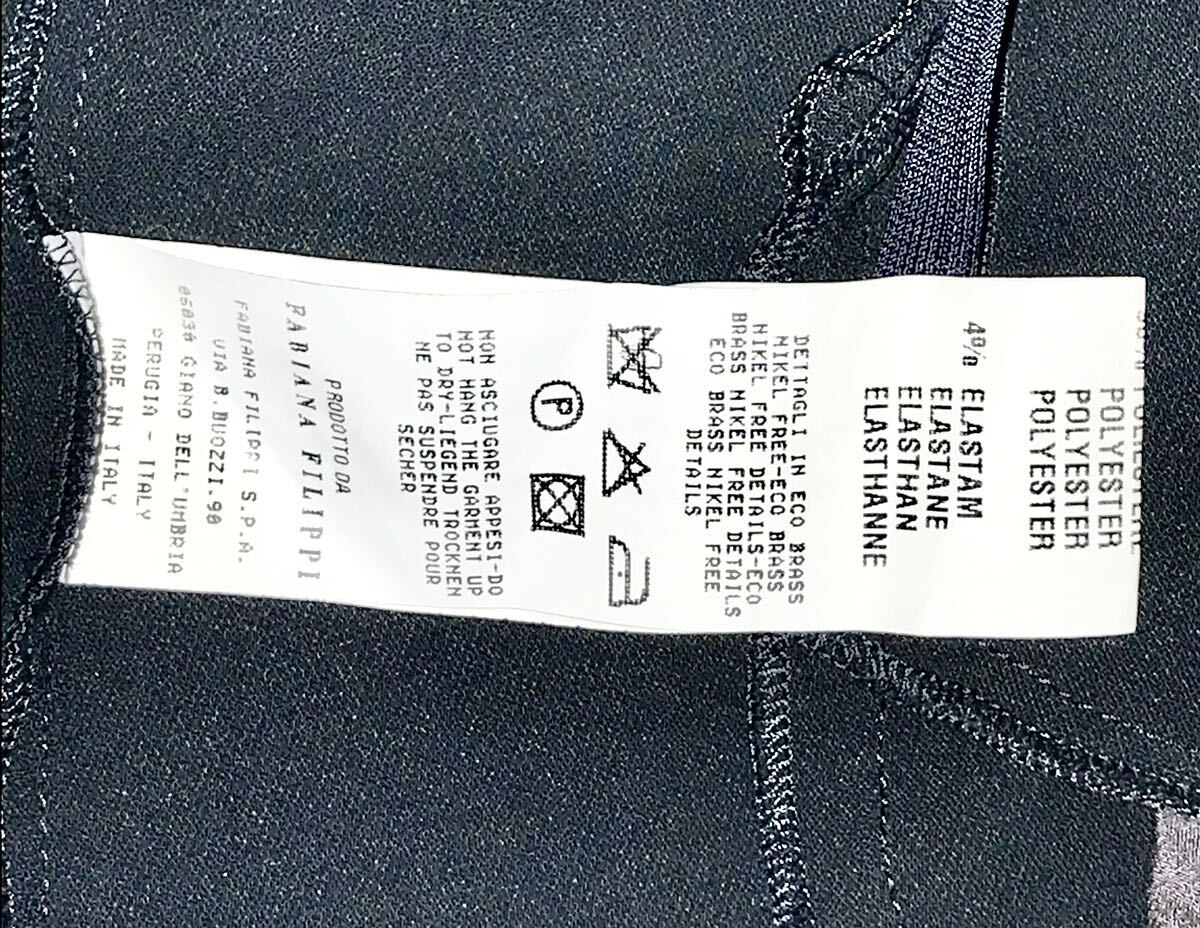 POLYESTER
POLYESTER
POLYESTER
4% ELASTAM
ELASTANE
ELASTHAN
ELASTHANNE
DETTAGLI IN ECO BRASS
NIKEL FREE-ECO BRASS
NIKEL FREE DETAILS-ECO
BRASS NIKEL FREE DETAILS
ECO BRASS NIKEL FREE
DETAILS
P
NON ASCIUGARE APPESI-DO
NOT HANG THE GARMENT UP
TO DRY-LIEGEND TROCKNEN
NE PAS SUSPENDRE POUR
SECHER
PRODOTTO DA
FABIANA FILIPPI
FABIANA FILIPPI S.P.A.
VIA B.BUOZZI.90
06030 GIANO DELL'UMBRIA
PERUGIA - ITALY
MADE IN ITALY